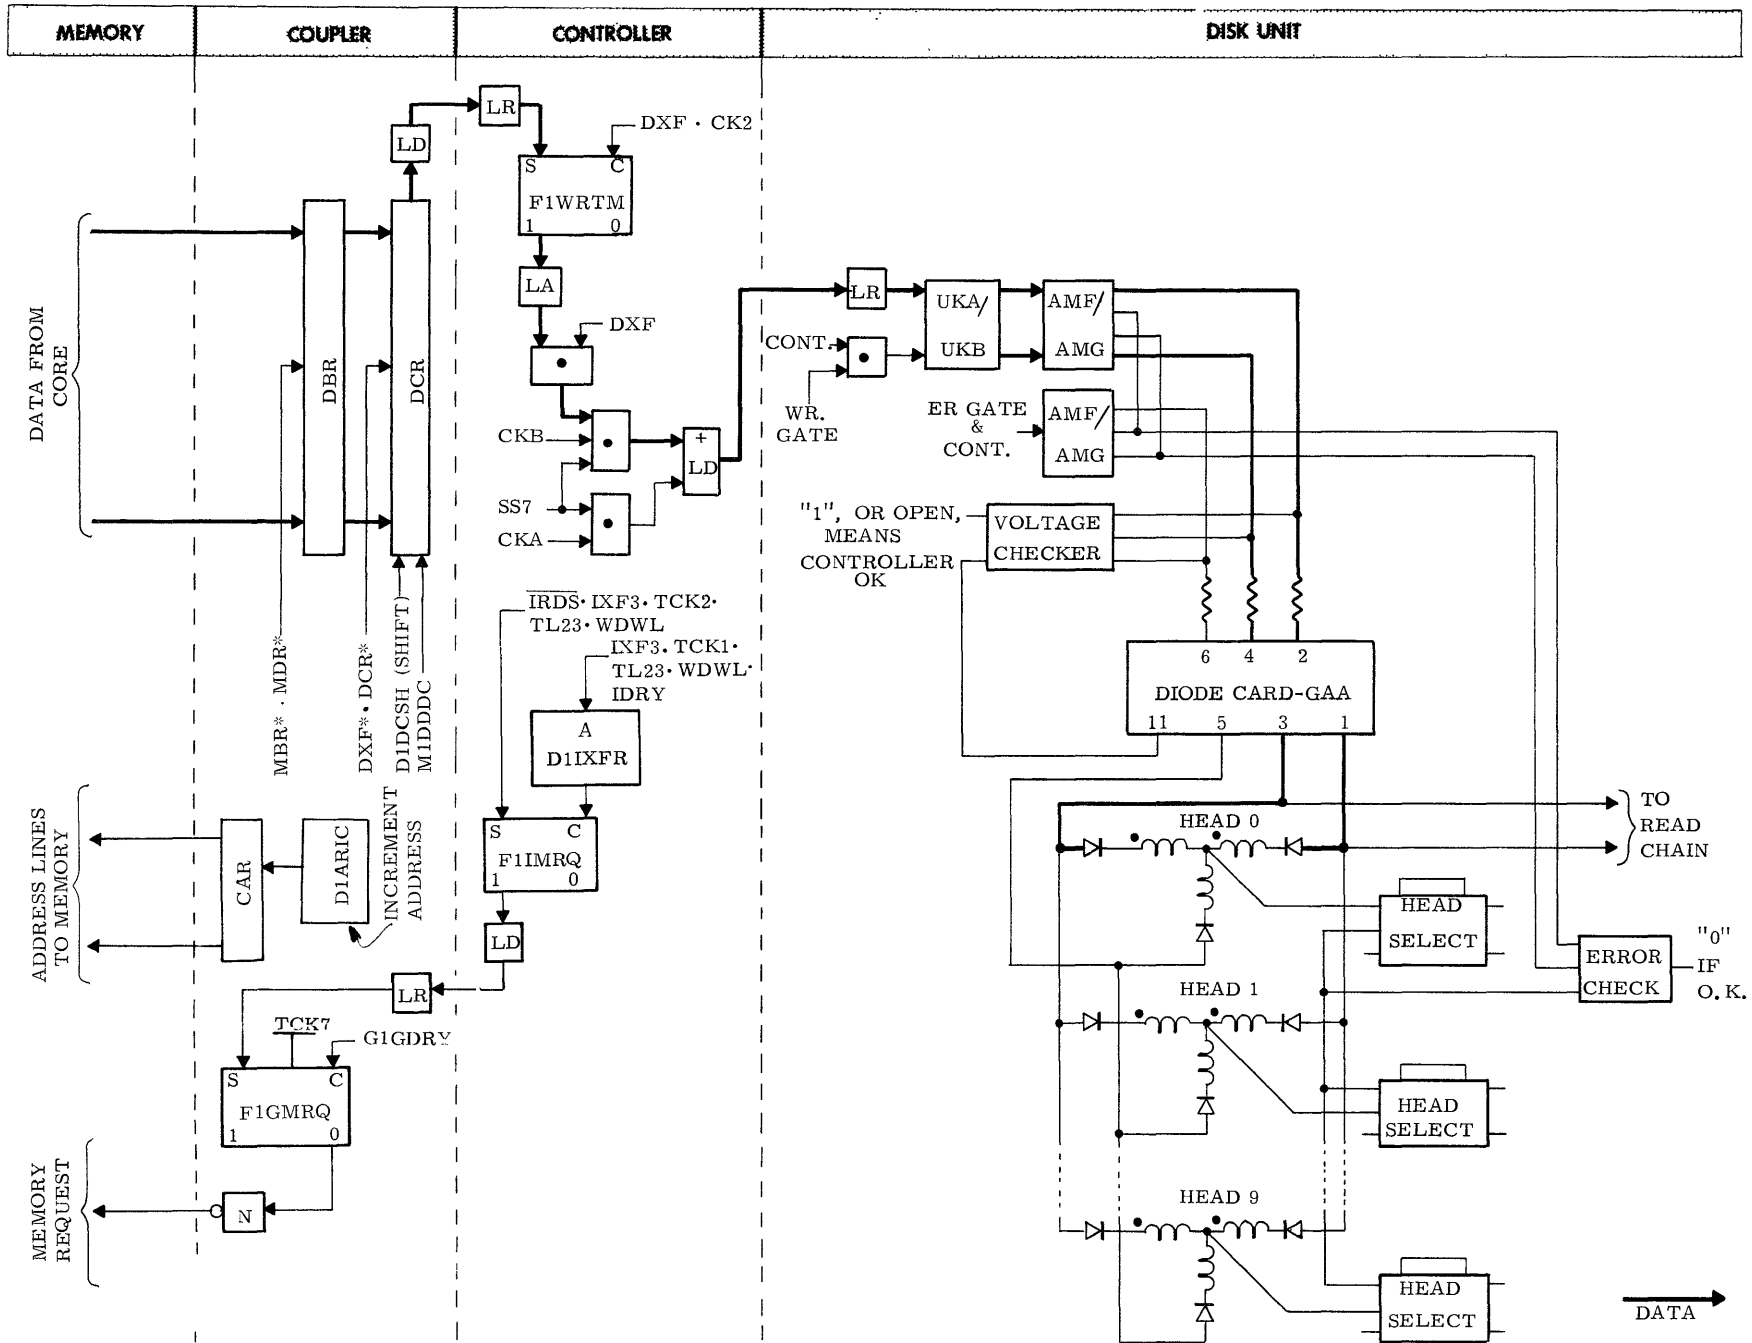 MEMORY
COUPLER
CONTROLLER
DISK UNIT
LR
DXF · CK2
LD
S C
F1WRTM
1 0
LA
DXF
DATA FROM
CORE
DBR
DCR
CKB
SS7
CKA
+
LD
MBR* · MDR*
DXF* · DCR*
D1DCSH (SHIFT)
M1DDDC
IRDS · IXF3 · TCK2 ·
TL23 · WDWL
IXF3 · TCK1 ·
TL23 · WDWL ·
IDRY
A
D1IXFR
S C
F1IMRQ
1 0
LD
LR
ADDRESS LINES
TO MEMORY
CAR
D1ARIC
INCREMENT
ADDRESS
TCK7
G1GDRY
S C
F1GMRQ
1 0
MEMORY
REQUEST
N
LR
UKA/
UKB
AMF/
AMG
CONT.
WR.
GATE
ER GATE
&
CONT.
AMF/
AMG
"1", OR OPEN,
MEANS
CONTROLLER
OK
VOLTAGE
CHECKER
6 4 2
DIODE CARD-GAA
11 5 3 1
HEAD 0
TO
READ
CHAIN
HEAD
SELECT
HEAD 1
HEAD
SELECT
ERROR
CHECK
"0"
IF
O.K.
HEAD 9
HEAD
SELECT
DATA